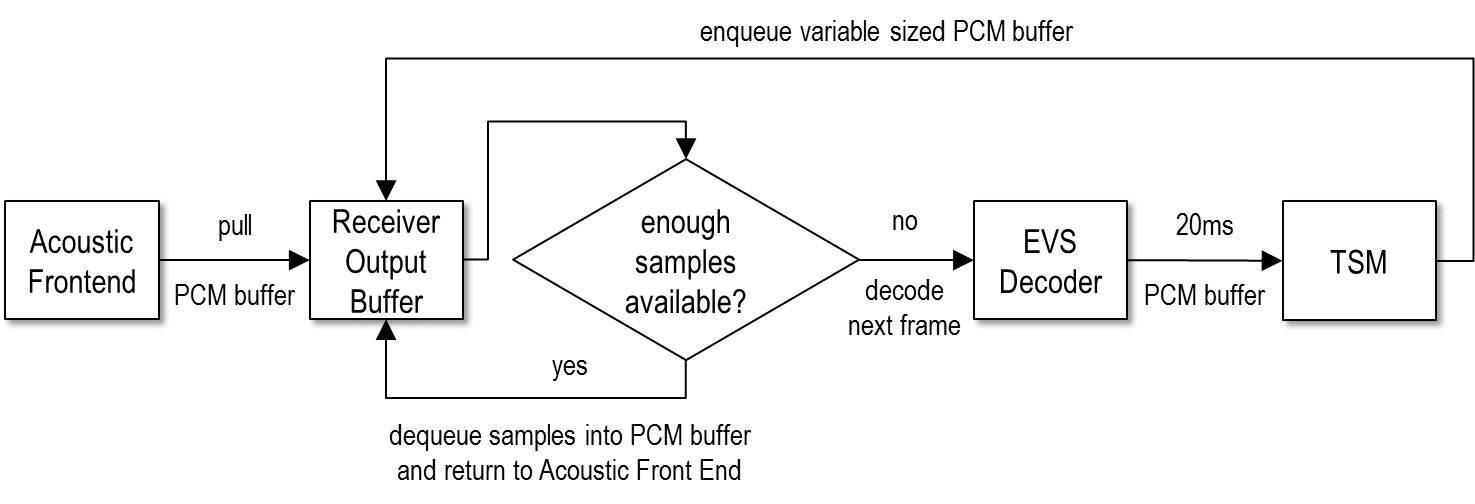 enqueue variable sized PCM buffer
Acoustic
Frontend
pull
PCM buffer
Receiver
Output
Buffer
enough
samples
available?
no
decode
next frame
EVS
Decoder
20ms
PCM buffer
TSM
yes
dequeue samples into PCM buffer
and return to Acoustic Front End